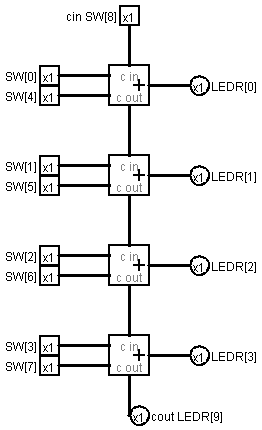 cin SW[8] x1
SW[0] x1 c in + x1 LEDR[0]
SW[4] x1 c out
SW[1] x1 c in + x1 LEDR[1]
SW[5] x1 c out
SW[2] x1 c in + x1 LEDR[2]
SW[6] x1 c out
SW[3] x1 c in + x1 LEDR[3]
SW[7] x1 c out
x1 cout LEDR[9]